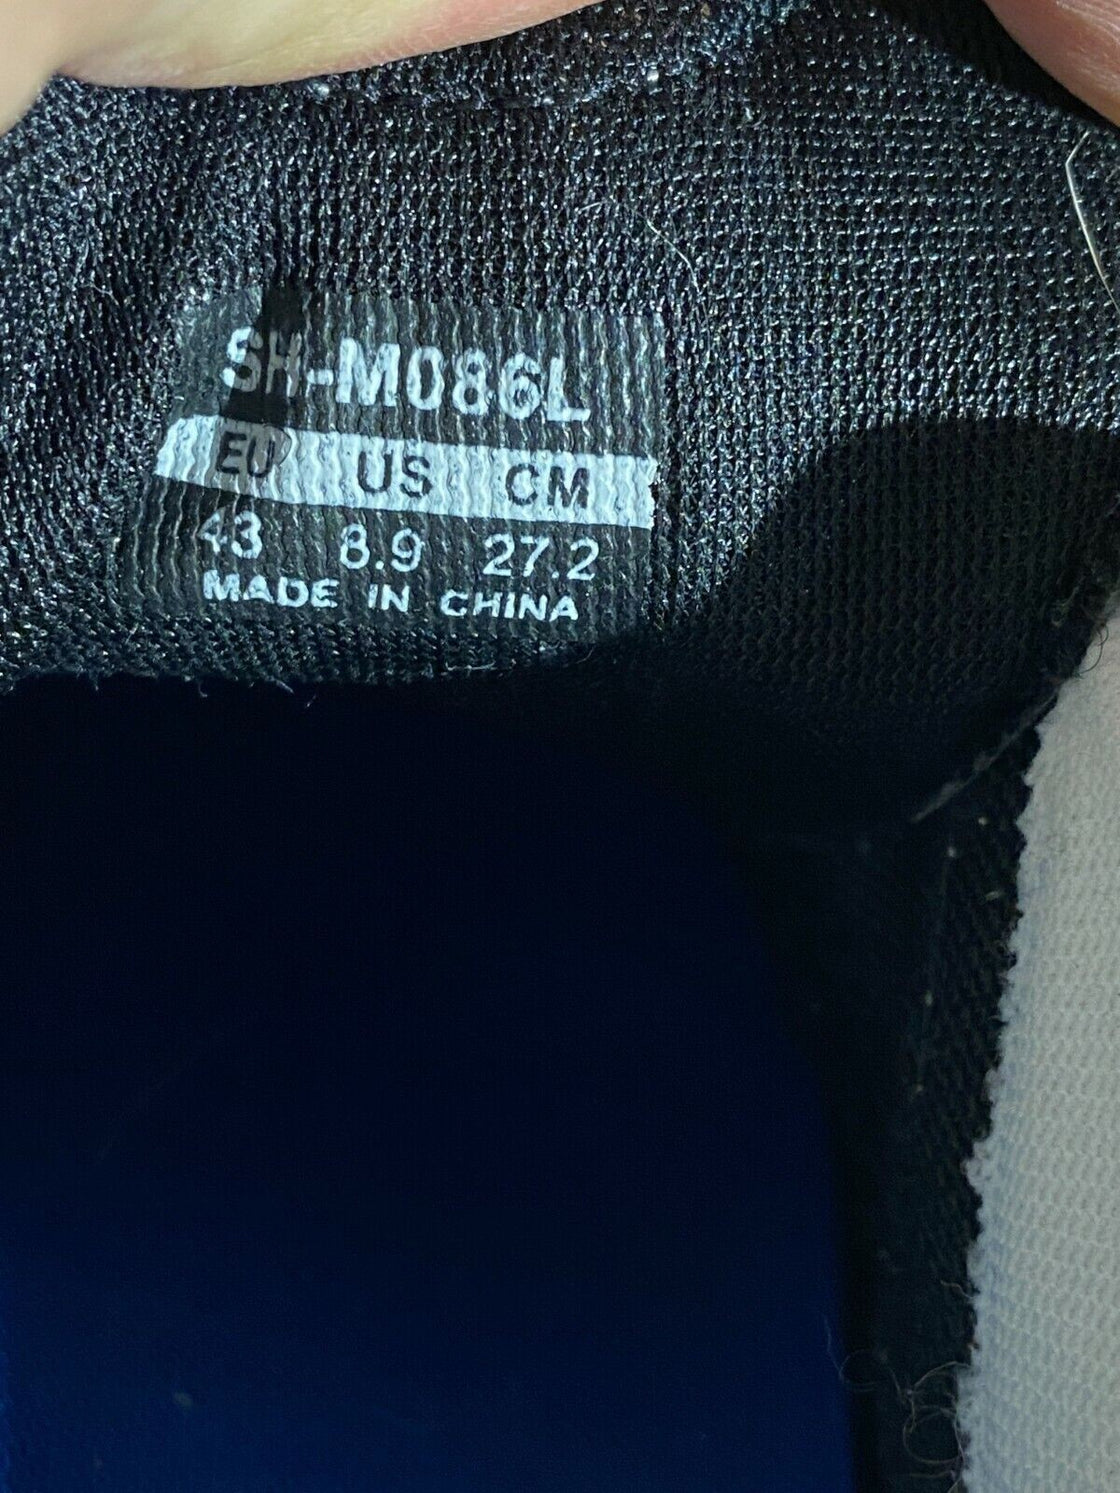 SH-M086L
EU US CM
43 8.9 27.2
MADE IN CHINA